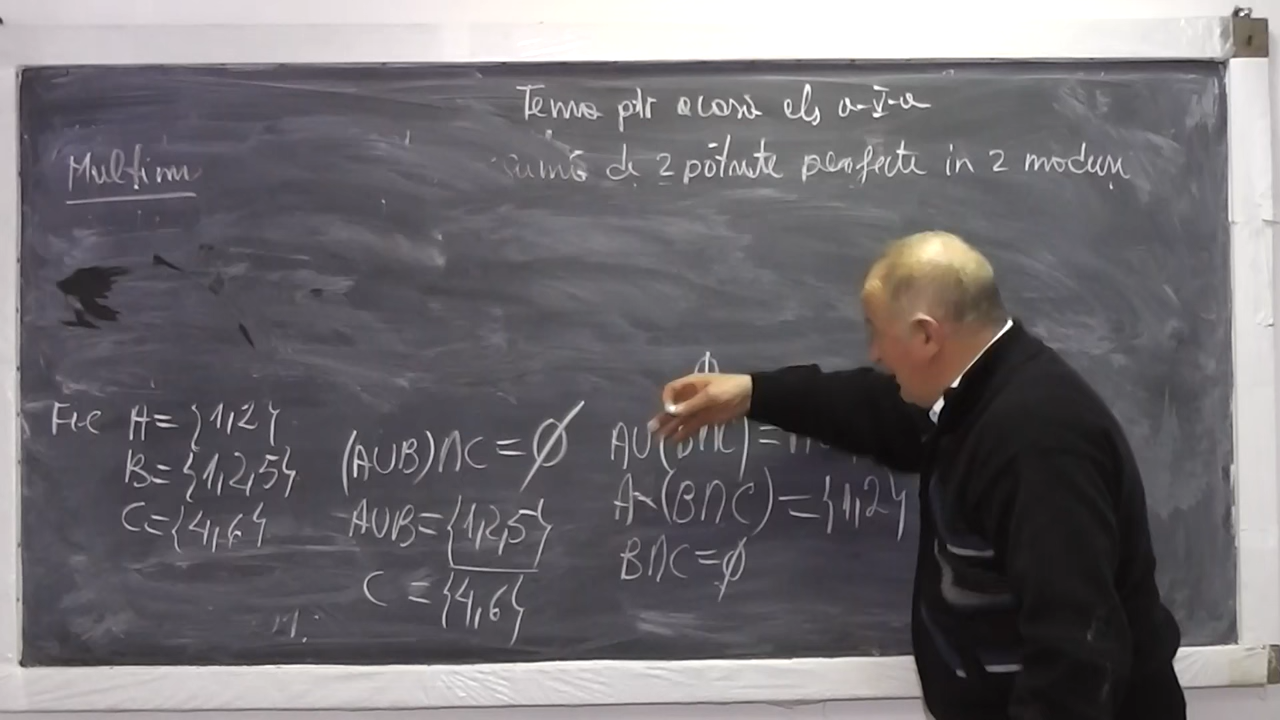 Tema ptr acasă cls a-V-a
Mulțimi
sumă de 2 pătrate perfecte in 2 moduri
Fie A={1,2}
B={1,2,5}
C={4,6}
(A∪B)∩C=∅
A∪B={1,2,5}
C={4,6}
A∪(B∩C)=
A\(B∩C)={1,2}
B∩C=∅